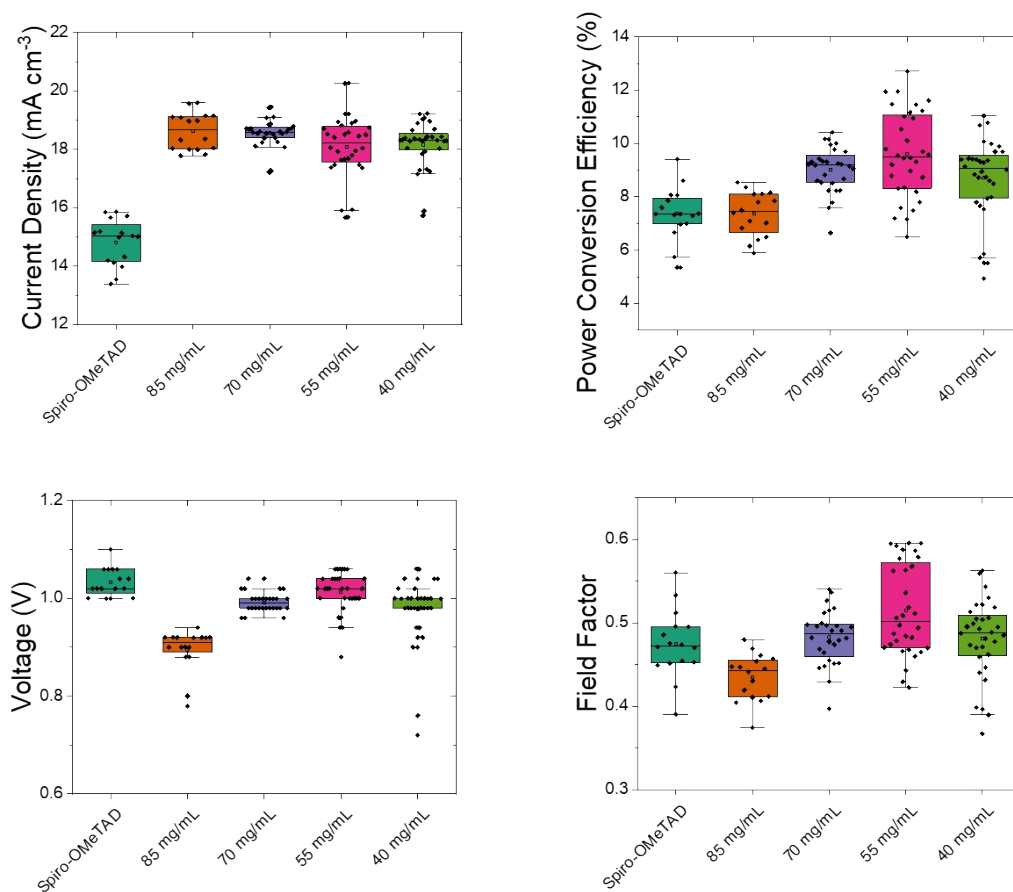 Current Density (mA cm-3)
22
20
18
16
14
12
Spiro-OMeTAD
85 mg/mL
70 mg/mL
55 mg/mL
40 mg/mL
Power Conversion Efficiency (%)
14
12
10
8
6
4
Spiro-OMeTAD
85 mg/mL
70 mg/mL
55 mg/mL
40 mg/mL
Voltage (V)
1.2
1.0
0.8
0.6
Spiro-OMeTAD
85 mg/mL
70 mg/mL
55 mg/mL
40 mg/mL
Field Factor
0.6
0.5
0.4
0.3
Spiro-OMeTAD
85 mg/mL
70 mg/mL
55 mg/mL
40 mg/mL